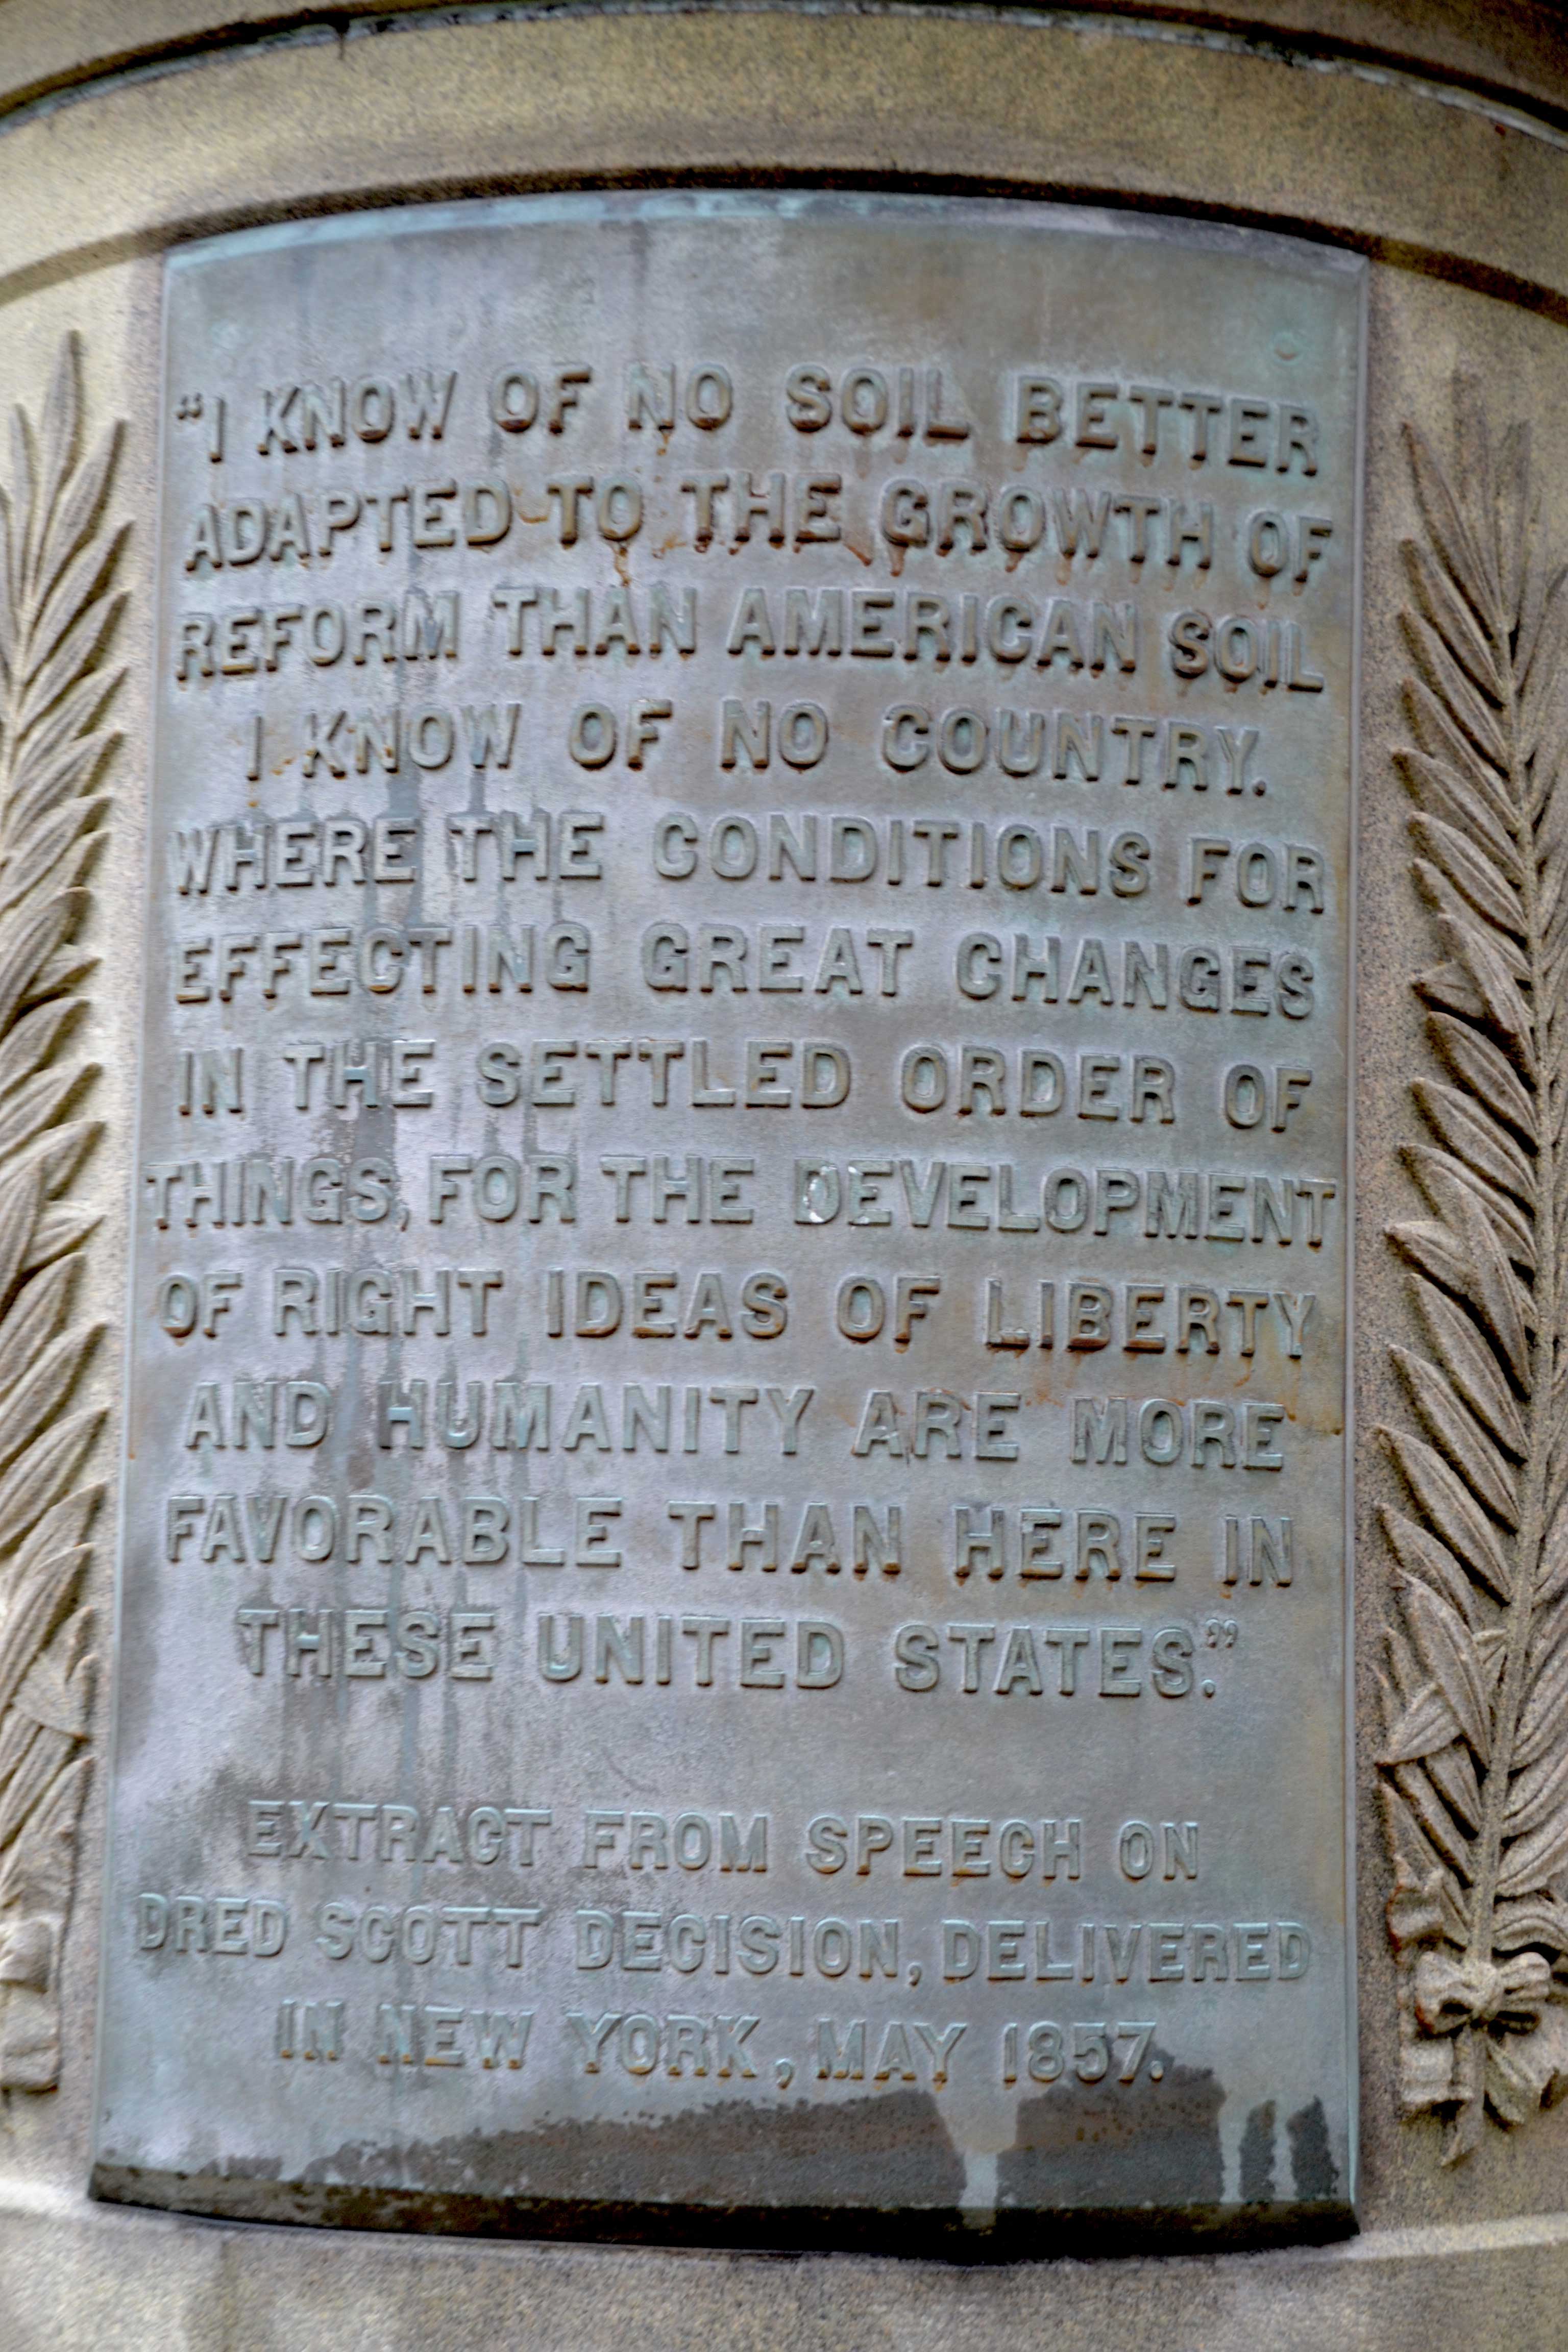 “I KNOW OF NO SOIL BETTER
ADAPTED TO THE GROWTH OF
REFORM THAN AMERICAN SOIL
I KNOW OF NO COUNTRY.
WHERE THE CONDITIONS FOR
EFFECTING GREAT CHANGES
IN THE SETTLED ORDER OF
THINGS, FOR THE DEVELOPMENT
OF RIGHT IDEAS OF LIBERTY
AND HUMANITY ARE MORE
FAVORABLE THAN HERE IN
THESE UNITED STATES.”
EXTRACT FROM SPEECH ON
DRED SCOTT DECISION, DELIVERED
IN NEW YORK, MAY 1857.